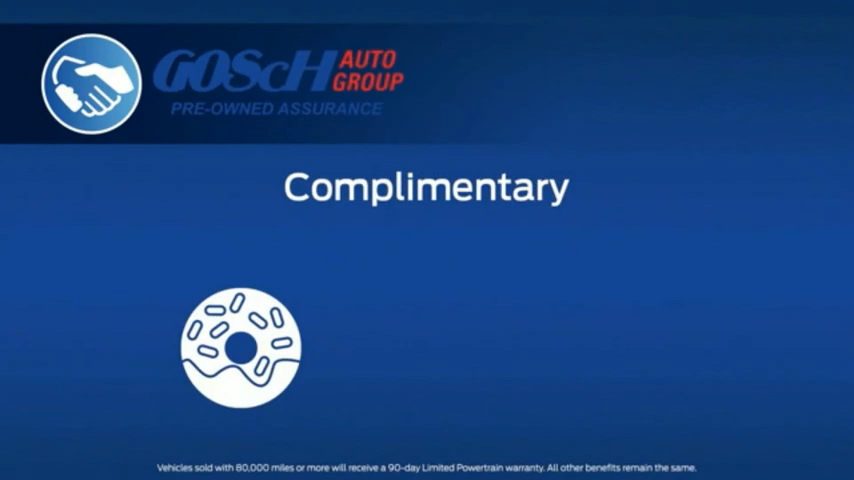 GOSCH AUTO GROUP
PRE-OWNED ASSURANCE
Complimentary
Vehicles sold with 80,000 miles or more will receive a 90-day Limited Powertrain warranty. All other benefits remain the same.